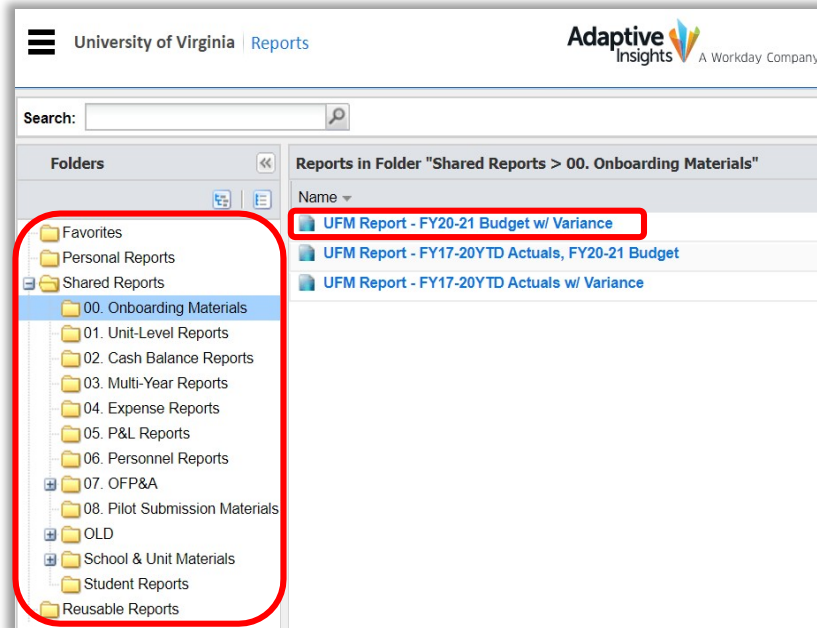 University of Virginia Reports
Adaptive
Insights
A Workday Company
Search:
Folders
Reports in Folder "Shared Reports > 00. Onboarding Materials"
Name
Favorites
Personal Reports
Shared Reports
00. Onboarding Materials
01. Unit-Level Reports
02. Cash Balance Reports
03. Multi-Year Reports
04. Expense Reports
05. P&L Reports
06. Personnel Reports
07. OFP&A
08. Pilot Submission Materials
OLD
School & Unit Materials
Student Reports
Reusable Reports
UFM Report - FY20-21 Budget w/ Variance
UFM Report - FY17-20YTD Actuals, FY20-21 Budget
UFM Report - FY17-20YTD Actuals w/ Variance